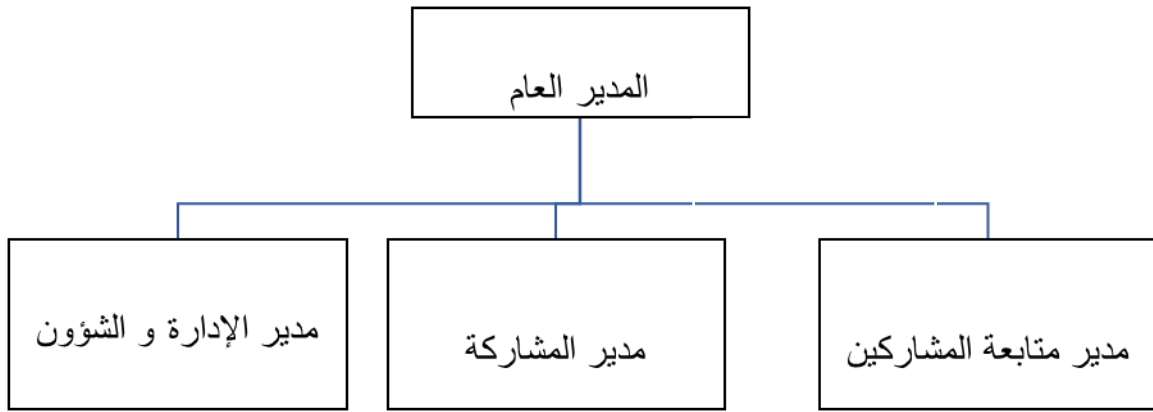 المدير العام
مدير متابعة المشاركين
مدير المشاركة
مدير الإدارة و الشؤون